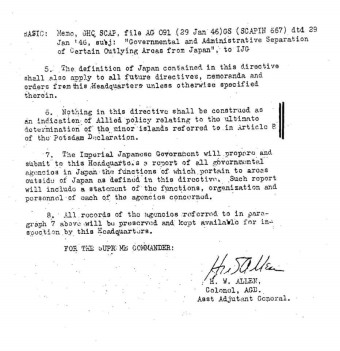 BASIC: Memo, GHQ SCAP. file AG 091 (29 Jan 46)GS (SCAPIN 677) dtd 29
Jan '46, subj: "Governmental and Administrative Separation
of Certain Outlying Areas from Japan", to IJG
5. The definition of Japan contained in this directive
shall also apply to all future directives, memoranda and
orders from this Headquarters unless otherwise specified
therein.
6. Nothing in this directive shall be construed as
an indication of Allied policy relating to the ultimate
determination of the minor islands referred to in Article 8
of the Potsdam Declaration.
7. The Imperial Japanese Government will prepare and
submit to this Headquarters a report of all governmental
agencies in Japan the functions of which pertain to areas
outside of Japan as defined in this directive. Such report
will include a statement of the functions, organization and
personnel of each of the agencies concerned.
8. All records of the agencies referred to in para-
graph 7 above will be preserved and kept available for in-
spection by this Headquarters.
FOR THE SUPREME COMMANDER:
H. W. ALLEN,
Colonel, AGD.
Asst Adjutant General.